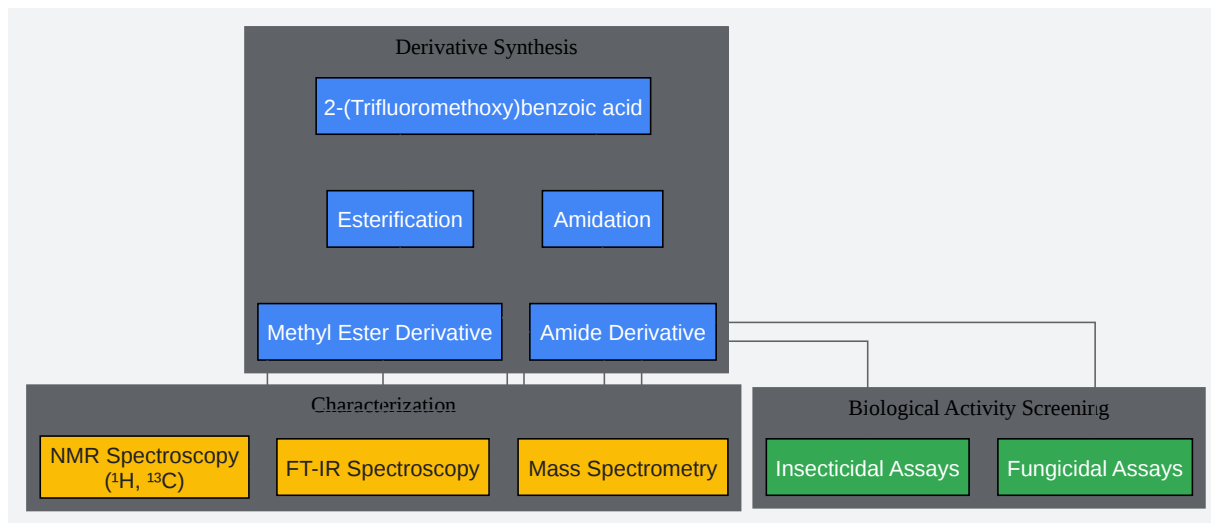 Derivative Synthesis
2-(Trifluoromethoxy)benzoic acid
Esterification
Amidation
Methyl Ester Derivative
Amide Derivative
Characterization
NMR Spectroscopy
(¹H, ¹³C)
FT-IR Spectroscopy
Mass Spectrometry
Biological Activity Screening
Insecticidal Assays
Fungicidal Assays